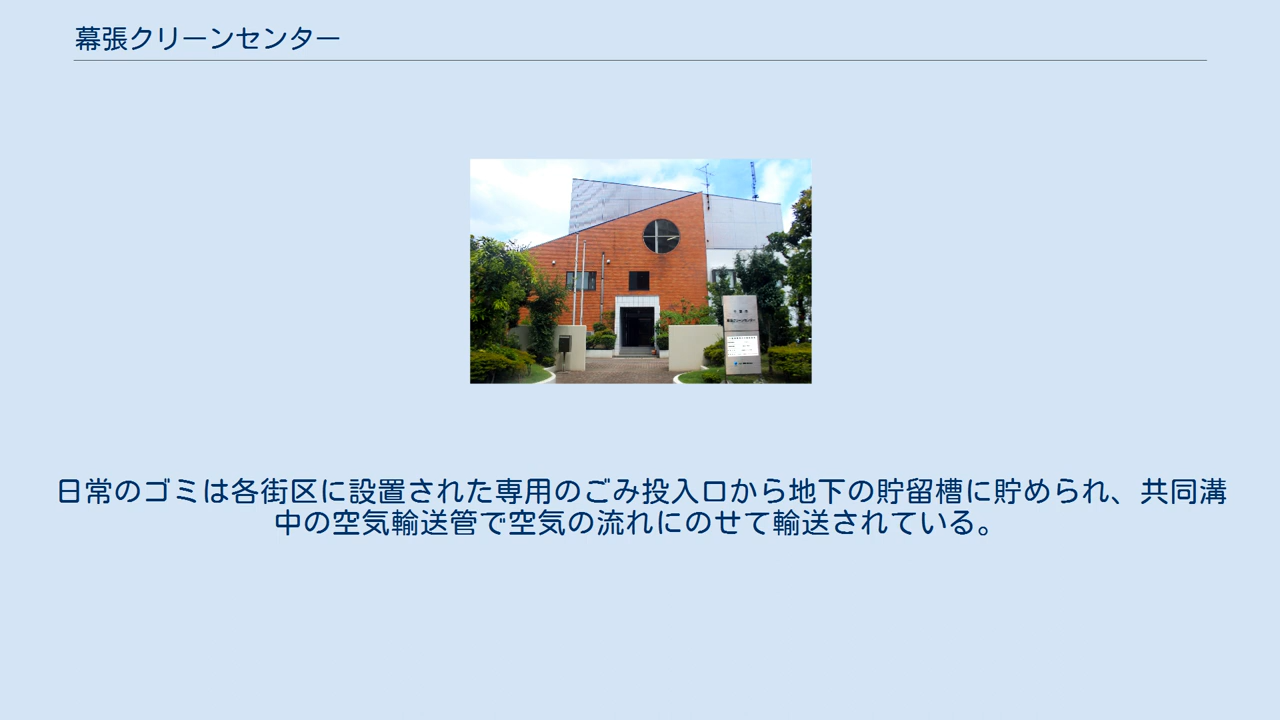 幕張クリーンセンター
日常のゴミは各街区に設置された専用のごみ投入口から地下の貯留槽に貯められ、共同溝
中の空気輸送管で空気の流れにのせて輸送されている。